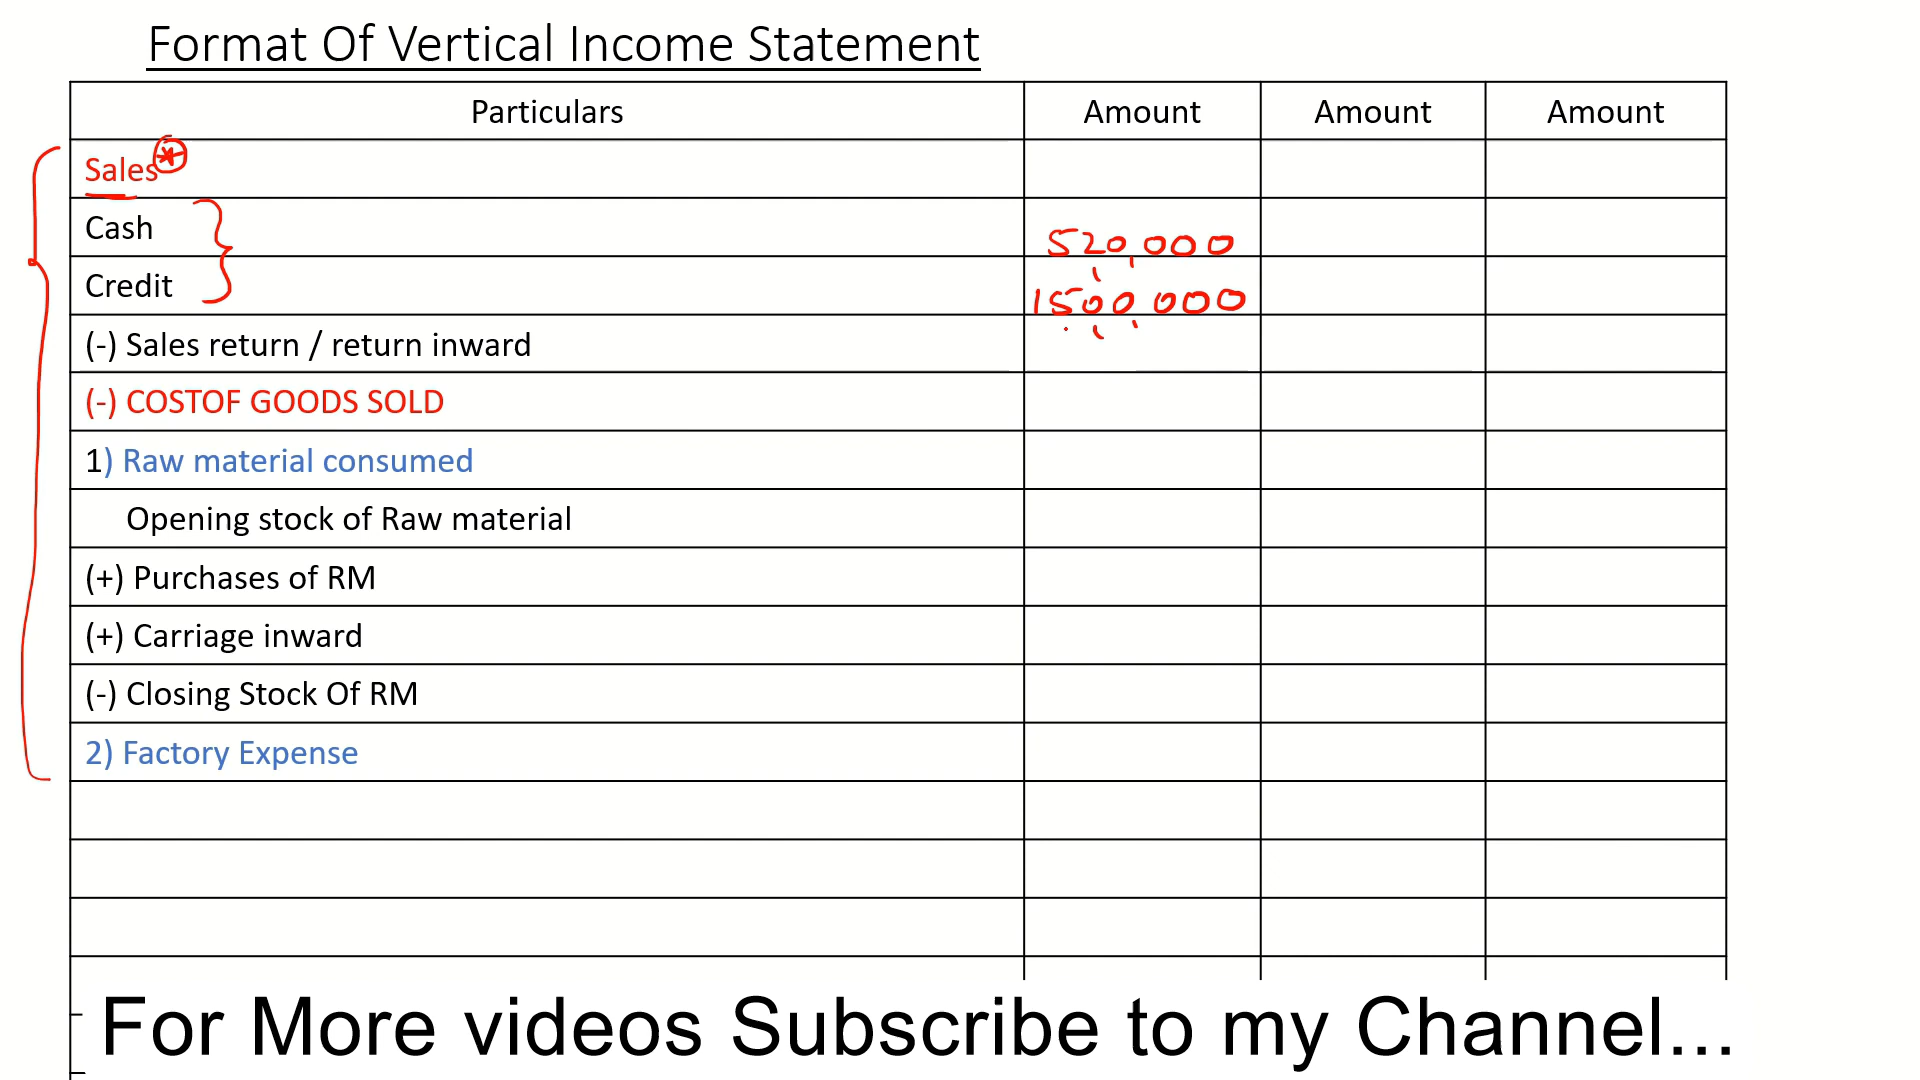 Format Of Vertical Income Statement
Particulars Amount Amount Amount
Sales*
Cash 520,000
Credit 1500,000
(-) Sales return / return inward
(-) COSTOF GOODS SOLD
1) Raw material consumed
Opening stock of Raw material
(+) Purchases of RM
(+) Carriage inward
(-) Closing Stock Of RM
2) Factory Expense
For More videos Subscribe to my Channel...